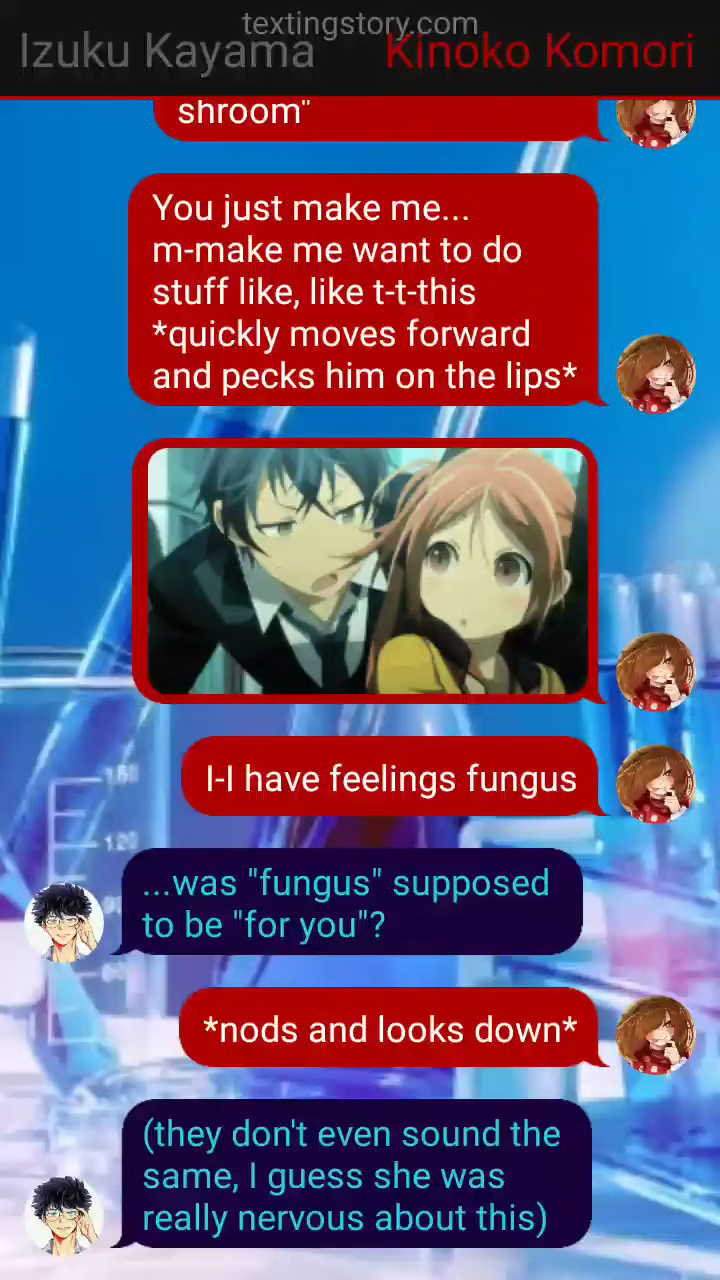 textingstory.com
Izuku Kayama
Kinoko Komori
shroom"
You just make me...
m-make me want to do
stuff like, like t-t-this
*quickly moves forward
and pecks him on the lips*
I-I have feelings fungus
...was "fungus" supposed
to be "for you"?
*nods and looks down*
(they don't even sound the
same, I guess she was
really nervous about this)